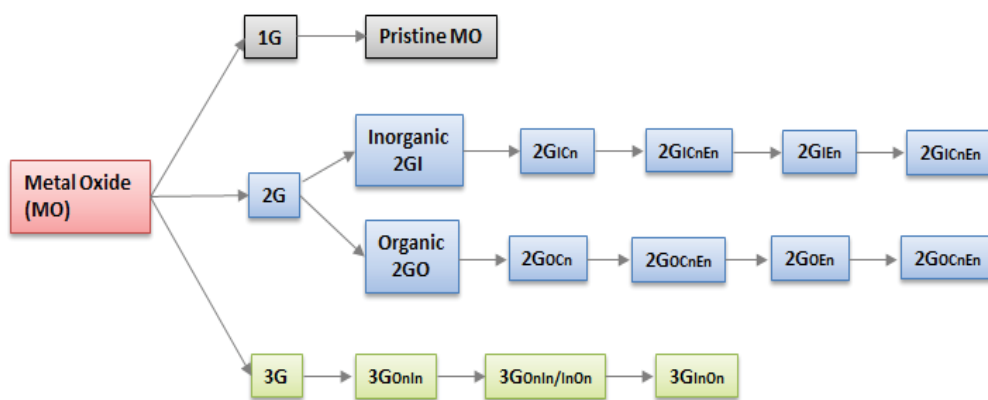 1G
Pristine MO
Metal Oxide
(MO)
2G
Inorganic
2GI
2GICn
2GICnEn
2GIEn
2GICnEn
Organic
2GO
2GOCn
2GOCnEn
2GOEn
2GOCnEn
3G
3GOnIn
3GOnIn/InOn
3GInOn